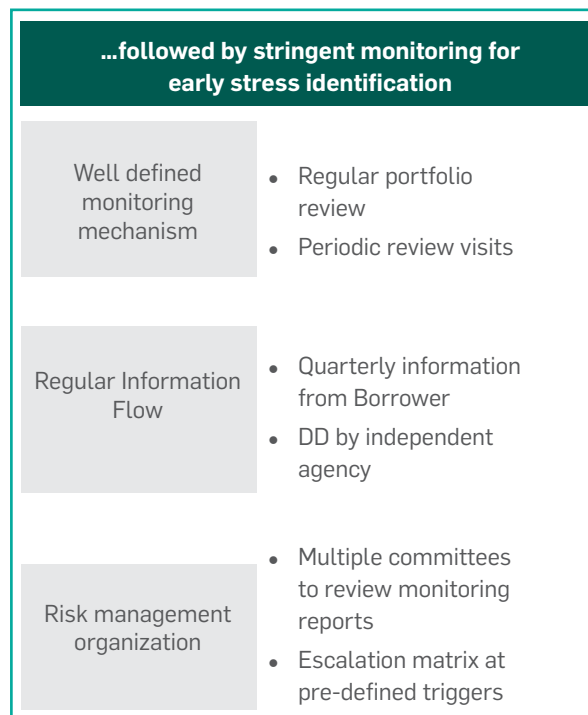 ...followed by stringent monitoring for
early stress identification
Well defined
monitoring
mechanism
• Regular portfolio
review
• Periodic review visits
Regular Information
Flow
• Quarterly information
from Borrower
• DD by independent
agency
Risk management
organization
• Multiple committees
to review monitoring
reports
• Escalation matrix at
pre-defined triggers